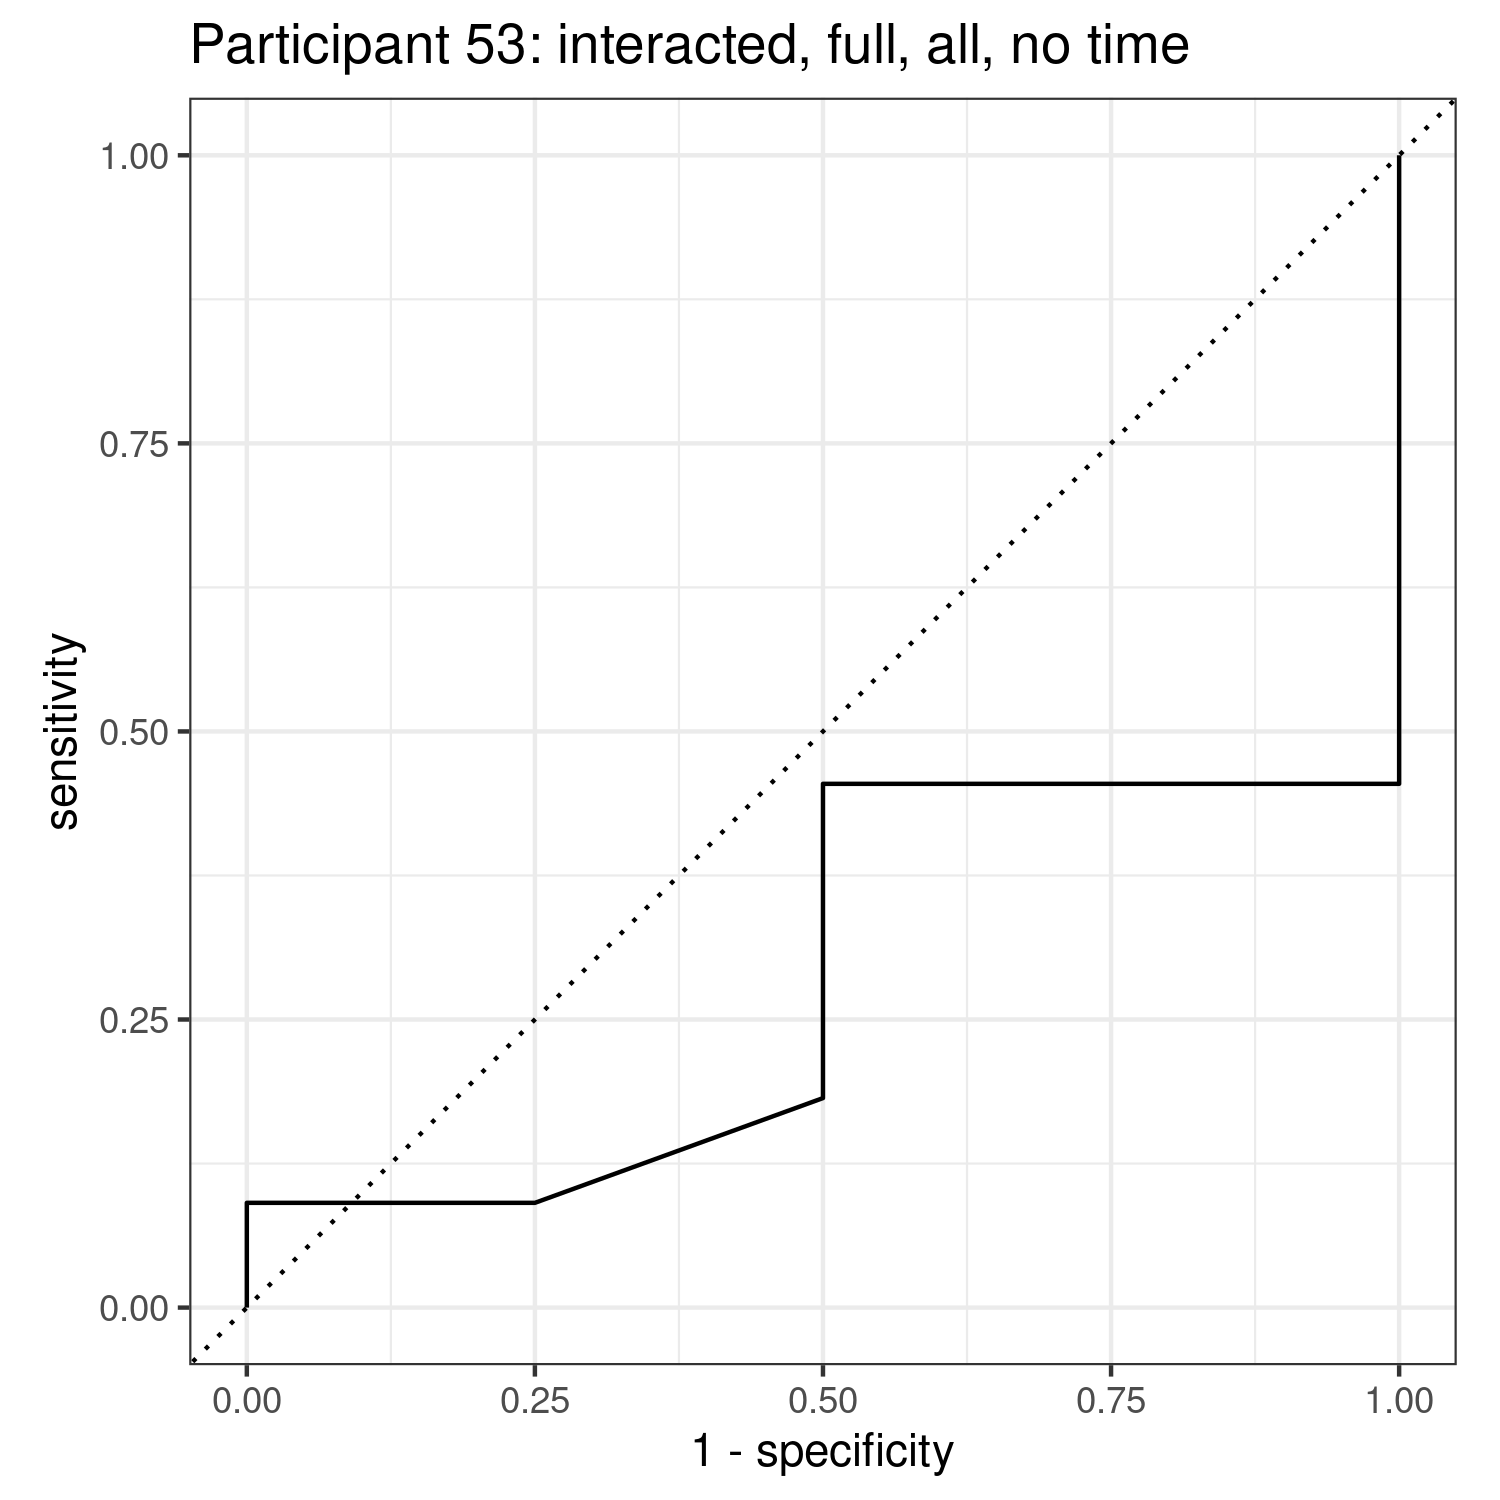 Participant 53: interacted, full, all, no time
1.00
0.75
0.50
0.25
0.00
sensitivity
0.00 0.25 0.50 0.75 1.00
1 - specificity